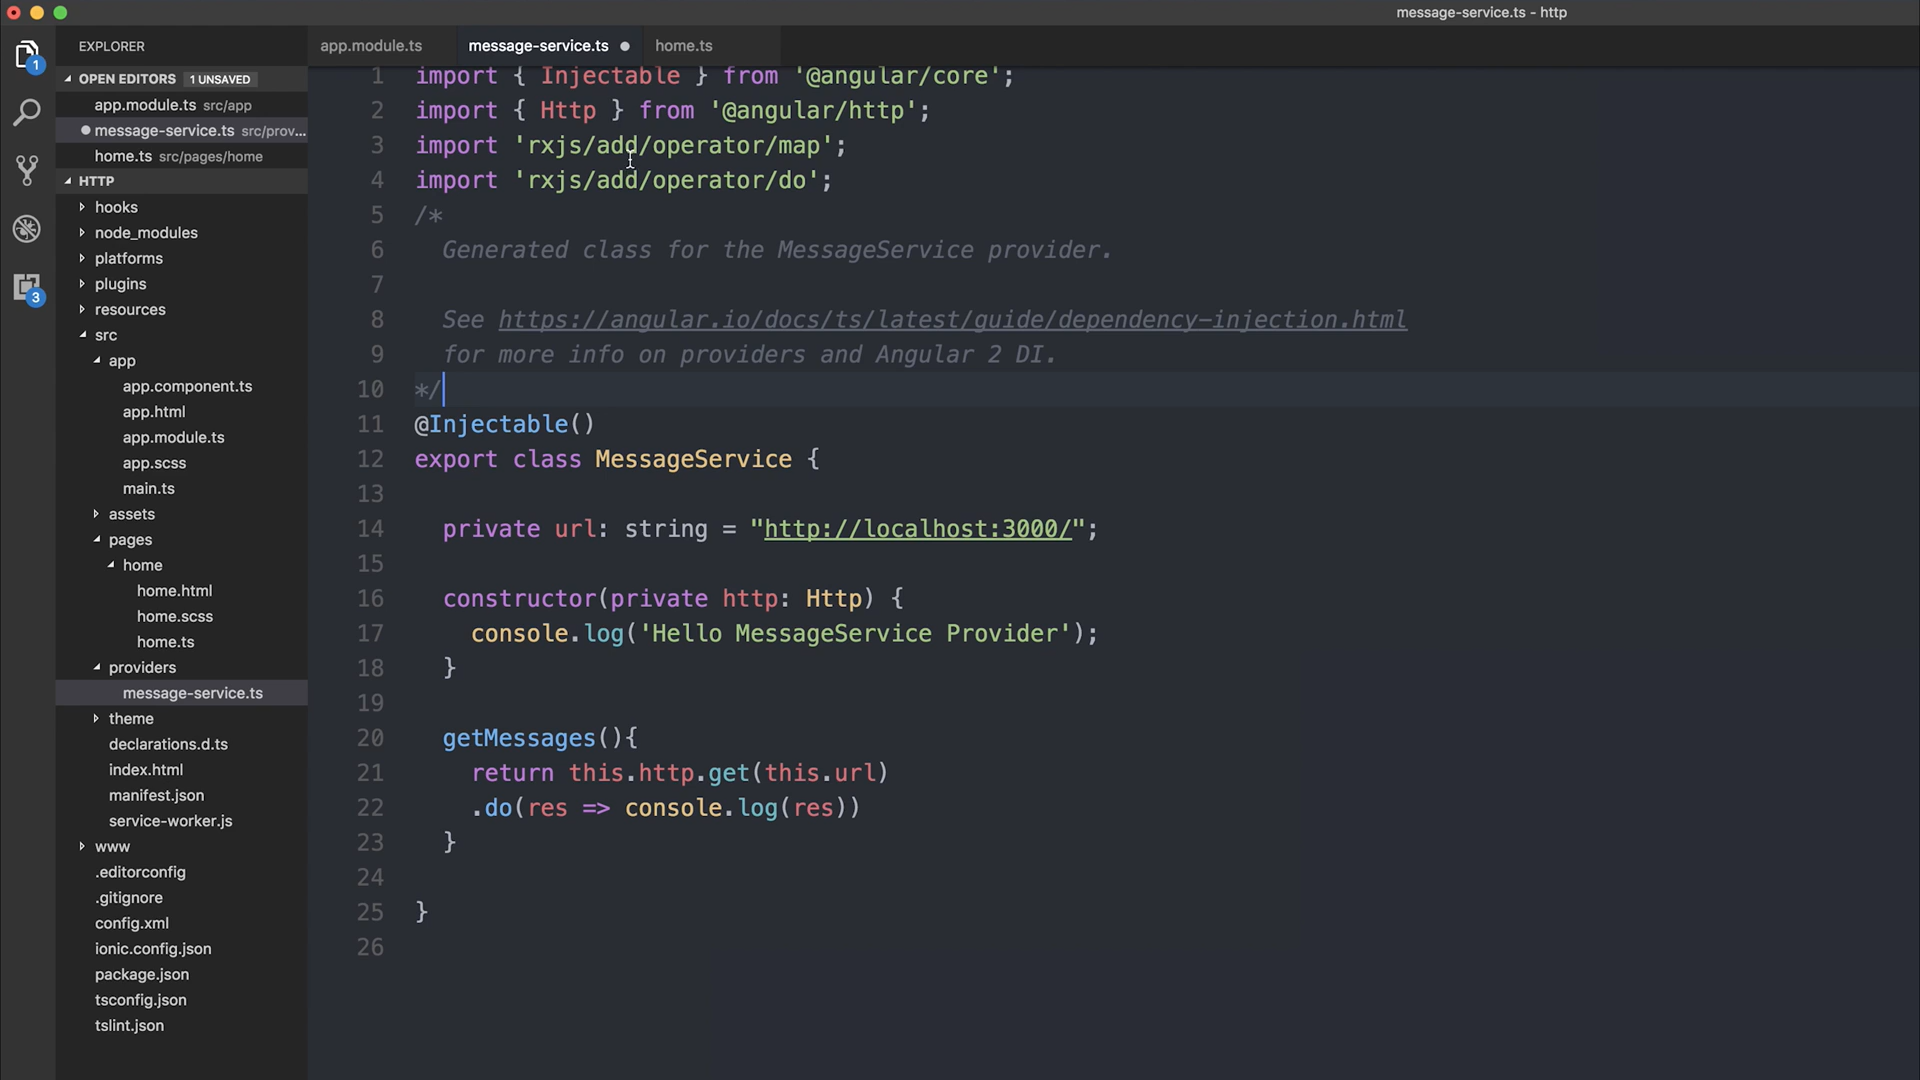 message-service.ts - http
1
3
EXPLORER
OPEN EDITORS 1 UNSAVED
app.module.ts src/app
message-service.ts src/prov...
home.ts src/pages/home
HTTP
hooks
node_modules
platforms
plugins
resources
src
app
app.component.ts
app.html
app.module.ts
app.scss
main.ts
assets
pages
home
home.html
home.scss
home.ts
providers
message-service.ts
theme
declarations.d.ts
index.html
manifest.json
service-worker.js
www
.editorconfig
.gitignore
config.xml
ionic.config.json
package.json
tsconfig.json
tslint.json
app.module.ts message-service.ts home.ts
1 import { Injectable } from '@angular/core';
2 import { Http } from '@angular/http';
3 import 'rxjs/add/operator/map';
4 import 'rxjs/add/operator/do';
5 /*
6 Generated class for the MessageService provider.
7
8 See https://angular.io/docs/ts/latest/guide/dependency-injection.html
9 for more info on providers and Angular 2 DI.
10 */
11 @Injectable()
12 export class MessageService {
13
14 private url: string = "http://localhost:3000/";
15
16 constructor(private http: Http) {
17 console.log('Hello MessageService Provider');
18 }
19
20 getMessages(){
21 return this.http.get(this.url)
22 .do(res => console.log(res))
23 }
24
25 }
26